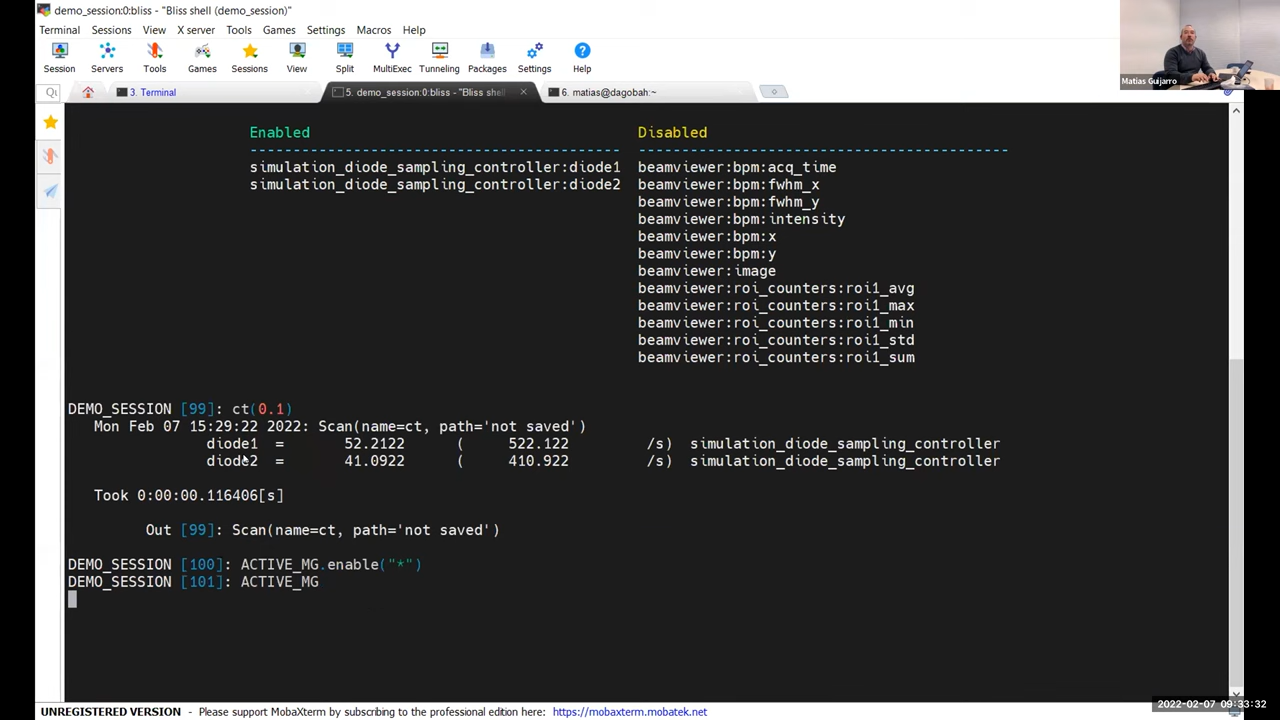 demo_session:0:bliss - "Bliss shell (demo_session)"
Terminal Sessions View X server Tools Games Settings Macros Help
Session Servers Tools Games Sessions View Split MultiExec Tunneling Packages Settings Help
Matias Guijarro
3. Terminal 5. demo_session:0:bliss - "Bliss shel 6. matias@dagobah:~
Enabled Disabled
simulation_diode_sampling_controller:diode1 beamviewer:bpm:acq_time
simulation_diode_sampling_controller:diode2 beamviewer:bpm:fwhm_x
beamviewer:bpm:fwhm_y
beamviewer:bpm:intensity
beamviewer:bpm:x
beamviewer:bpm:y
beamviewer:image
beamviewer:roi_counters:roi1_avg
beamviewer:roi_counters:roi1_max
beamviewer:roi_counters:roi1_min
beamviewer:roi_counters:roi1_std
beamviewer:roi_counters:roi1_sum
DEMO_SESSION [99]: ct(0.1)
Mon Feb 07 15:29:22 2022: Scan(name=ct, path='not saved')
diode1 = 52.2122 ( 522.122 /s) simulation_diode_sampling_controller
diode2 = 41.0922 ( 410.922 /s) simulation_diode_sampling_controller
Took 0:00:00.116406[s]
Out [99]: Scan(name=ct, path='not saved')
DEMO_SESSION [100]: ACTIVE_MG.enable("*")
DEMO_SESSION [101]: ACTIVE_MG
2022-02-07 09:33:32
UNREGISTERED VERSION - Please support MobaXterm by subscribing to the professional edition here: https://mobaxterm.mobatek.net